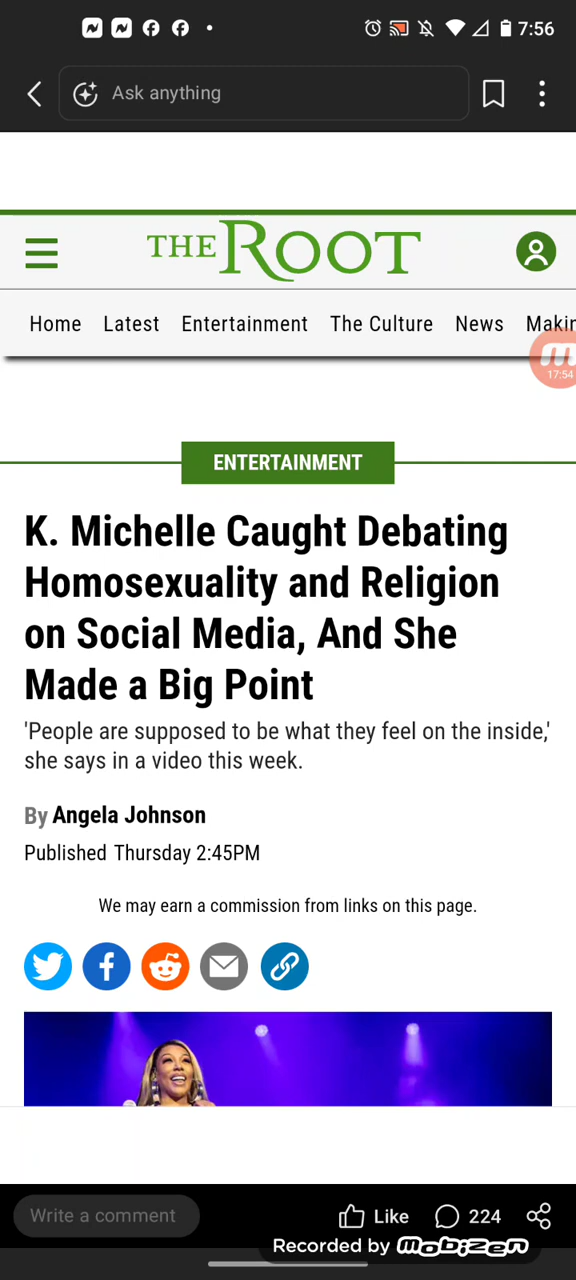 7:56
Ask anything
THE ROOT
Home Latest Entertainment The Culture News Makin
17:54
ENTERTAINMENT
K. Michelle Caught Debating
Homosexuality and Religion
on Social Media, And She
Made a Big Point
'People are supposed to be what they feel on the inside,'
she says in a video this week.
By Angela Johnson
Published Thursday 2:45PM
We may earn a commission from links on this page.
Write a comment Like 224
Recorded by mobizen